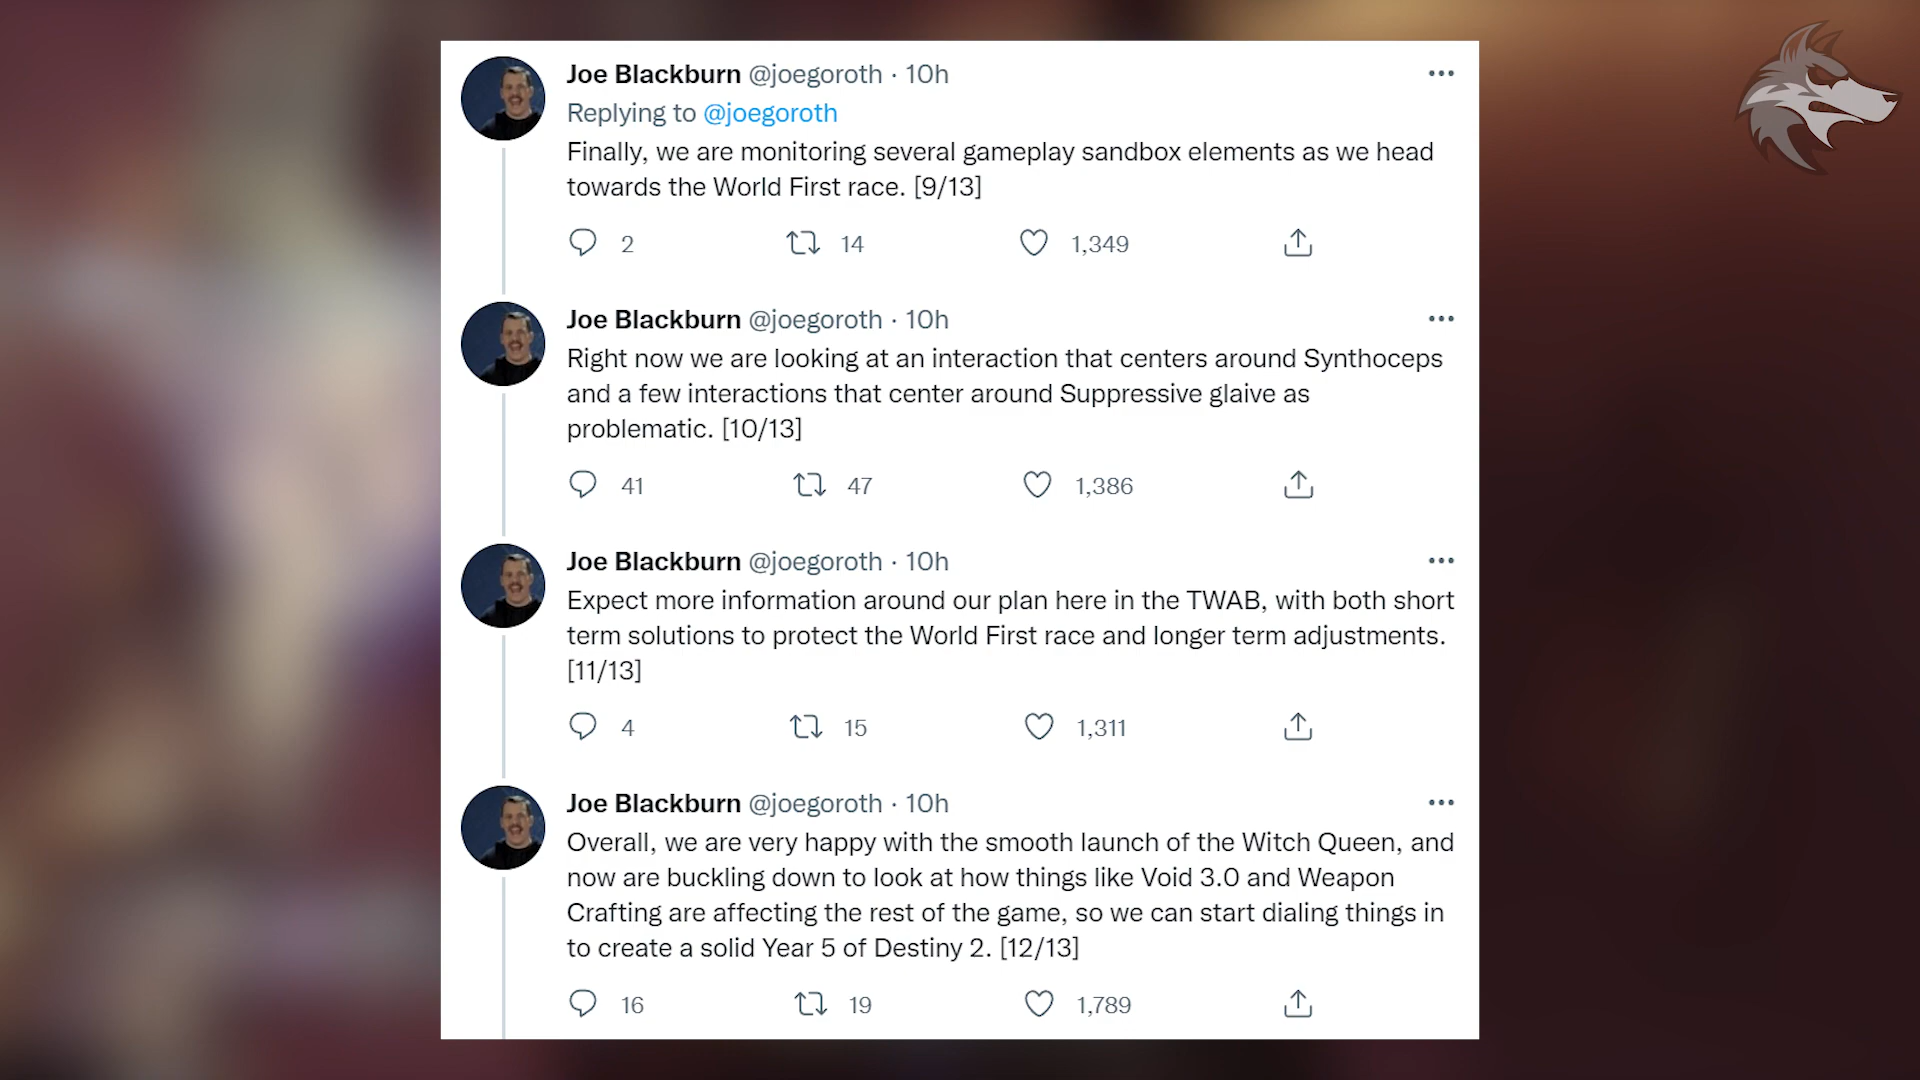 Joe Blackburn @joegoroth · 10h
Replying to @joegoroth
Finally, we are monitoring several gameplay sandbox elements as we head
towards the World First race. [9/13]
2 14 1,349
Joe Blackburn @joegoroth · 10h
Right now we are looking at an interaction that centers around Synthoceps
and a few interactions that center around Suppressive glaive as
problematic. [10/13]
41 47 1,386
Joe Blackburn @joegoroth · 10h
Expect more information around our plan here in the TWAB, with both short
term solutions to protect the World First race and longer term adjustments.
[11/13]
4 15 1,311
Joe Blackburn @joegoroth · 10h
Overall, we are very happy with the smooth launch of the Witch Queen, and
now are buckling down to look at how things like Void 3.0 and Weapon
Crafting are affecting the rest of the game, so we can start dialing things in
to create a solid Year 5 of Destiny 2. [12/13]
16 19 1,789